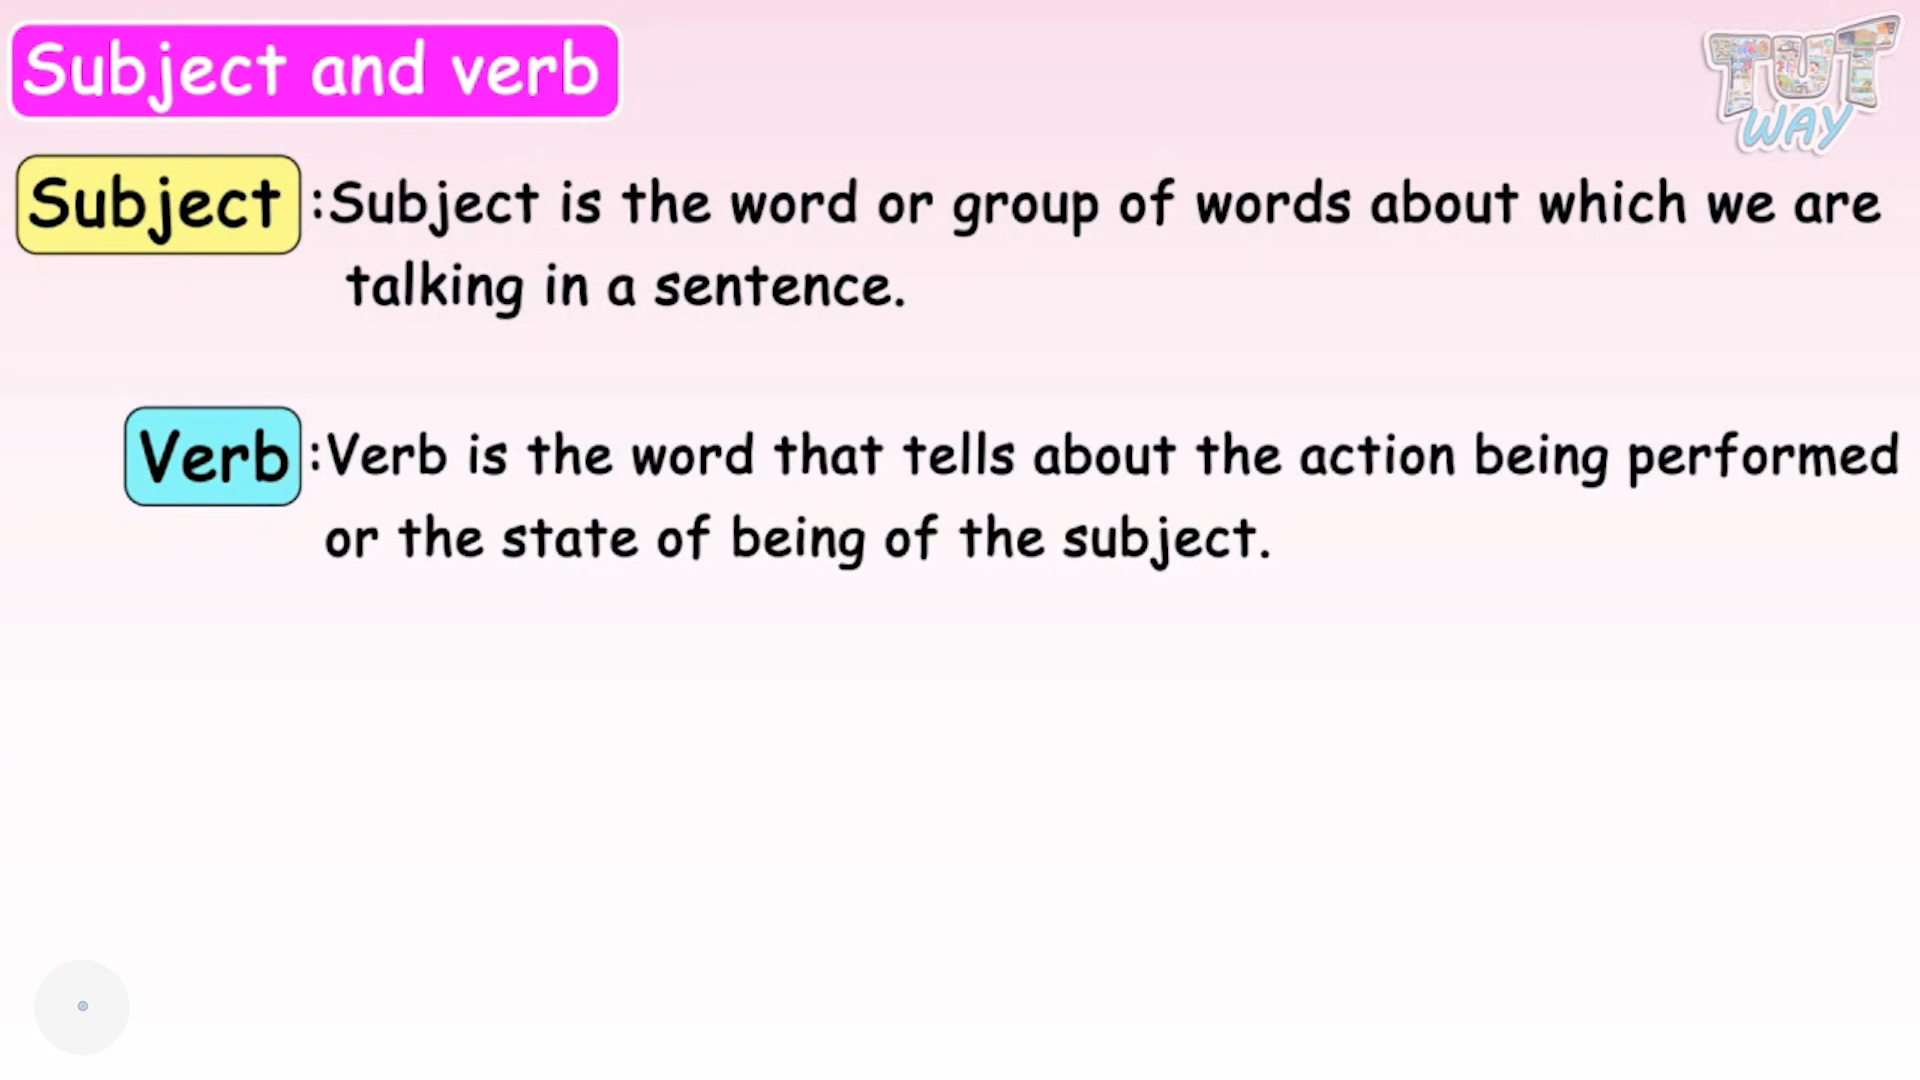 Subject and verb
TUT
WAY
Subject :Subject is the word or group of words about which we are
talking in a sentence.
Verb :Verb is the word that tells about the action being performed
or the state of being of the subject.